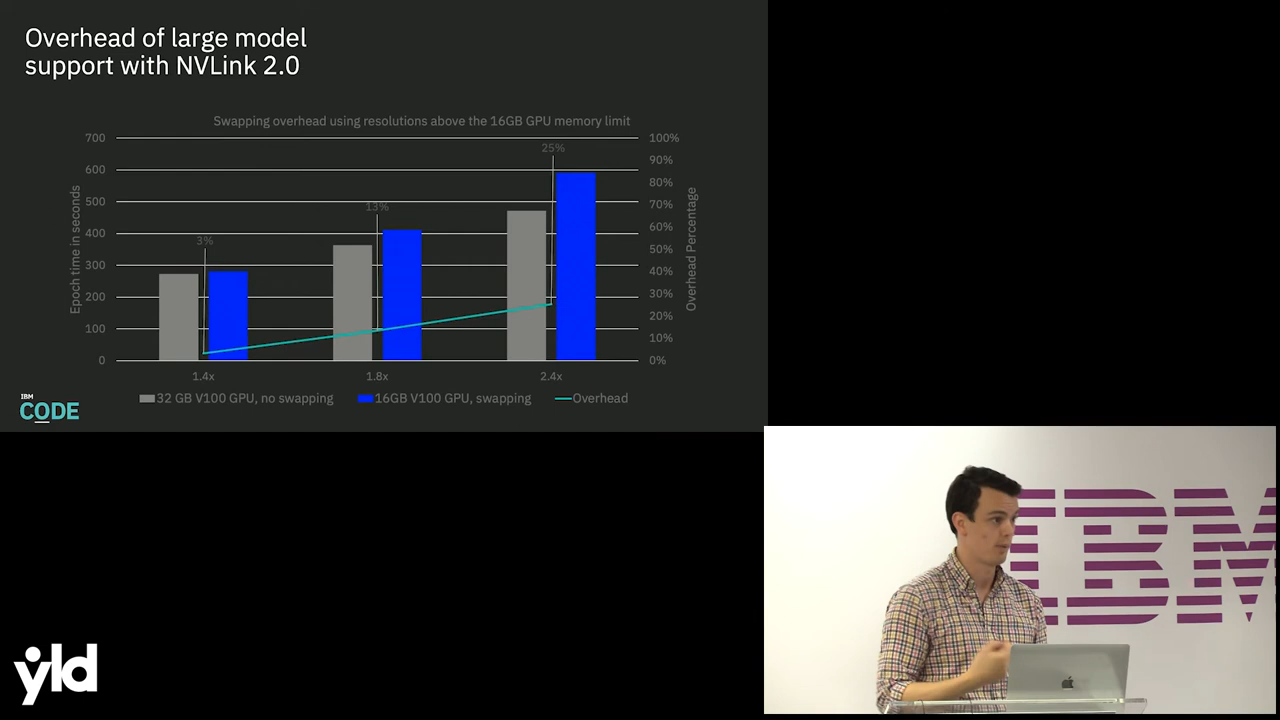 Overhead of large model
support with NVLink 2.0
Swapping overhead using resolutions above the 16GB GPU memory limit
700
600
500
400
300
200
100
0
Epoch time in seconds
100%
90%
80%
70%
60%
50%
40%
30%
20%
10%
0%
Overhead Percentage
3%
13%
25%
1.4x
1.8x
2.4x
32 GB V100 GPU, no swapping
16GB V100 GPU, swapping
Overhead
IBM
CODE
IBM
yld